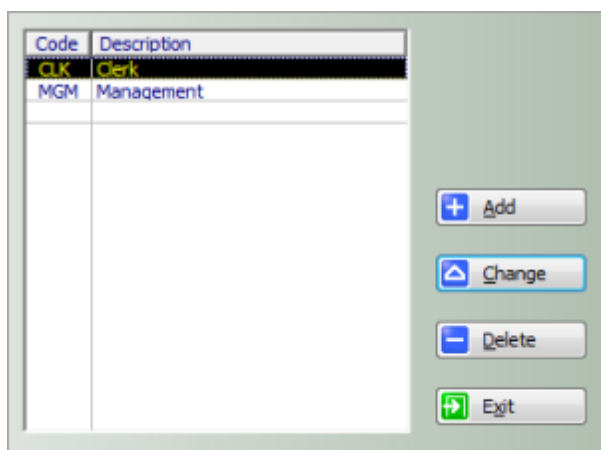 Code Description
CLK Clerk
MGM Management
Add
Change
Delete
Exit